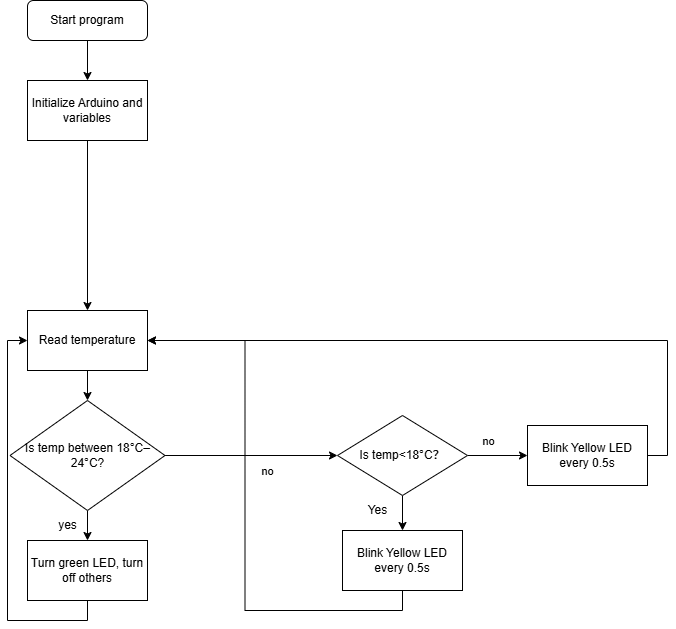 Start program
Initialize Arduino and
variables
Read temperature
Is temp between 18°C–
24°C?
no
Is temp<18°C?
no
Blink Yellow LED
every 0.5s
yes
Yes
Turn green LED, turn
off others
Blink Yellow LED
every 0.5s